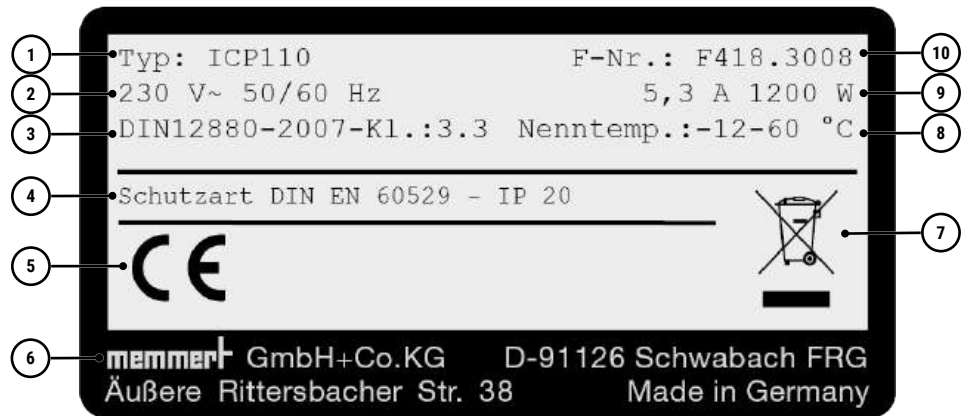 1 Typ: ICP110 F-Nr.: F418.3008 10
2 230 V~ 50/60 Hz 5,3 A 1200 W 9
3 DIN12880-2007-Kl.:3.3 Nenntemp.:-12-60 °C 8
4 Schutzart DIN EN 60529 - IP 20
7
5 CE
6 memmert GmbH+Co.KG D-91126 Schwabach FRG
Äußere Rittersbacher Str. 38 Made in Germany